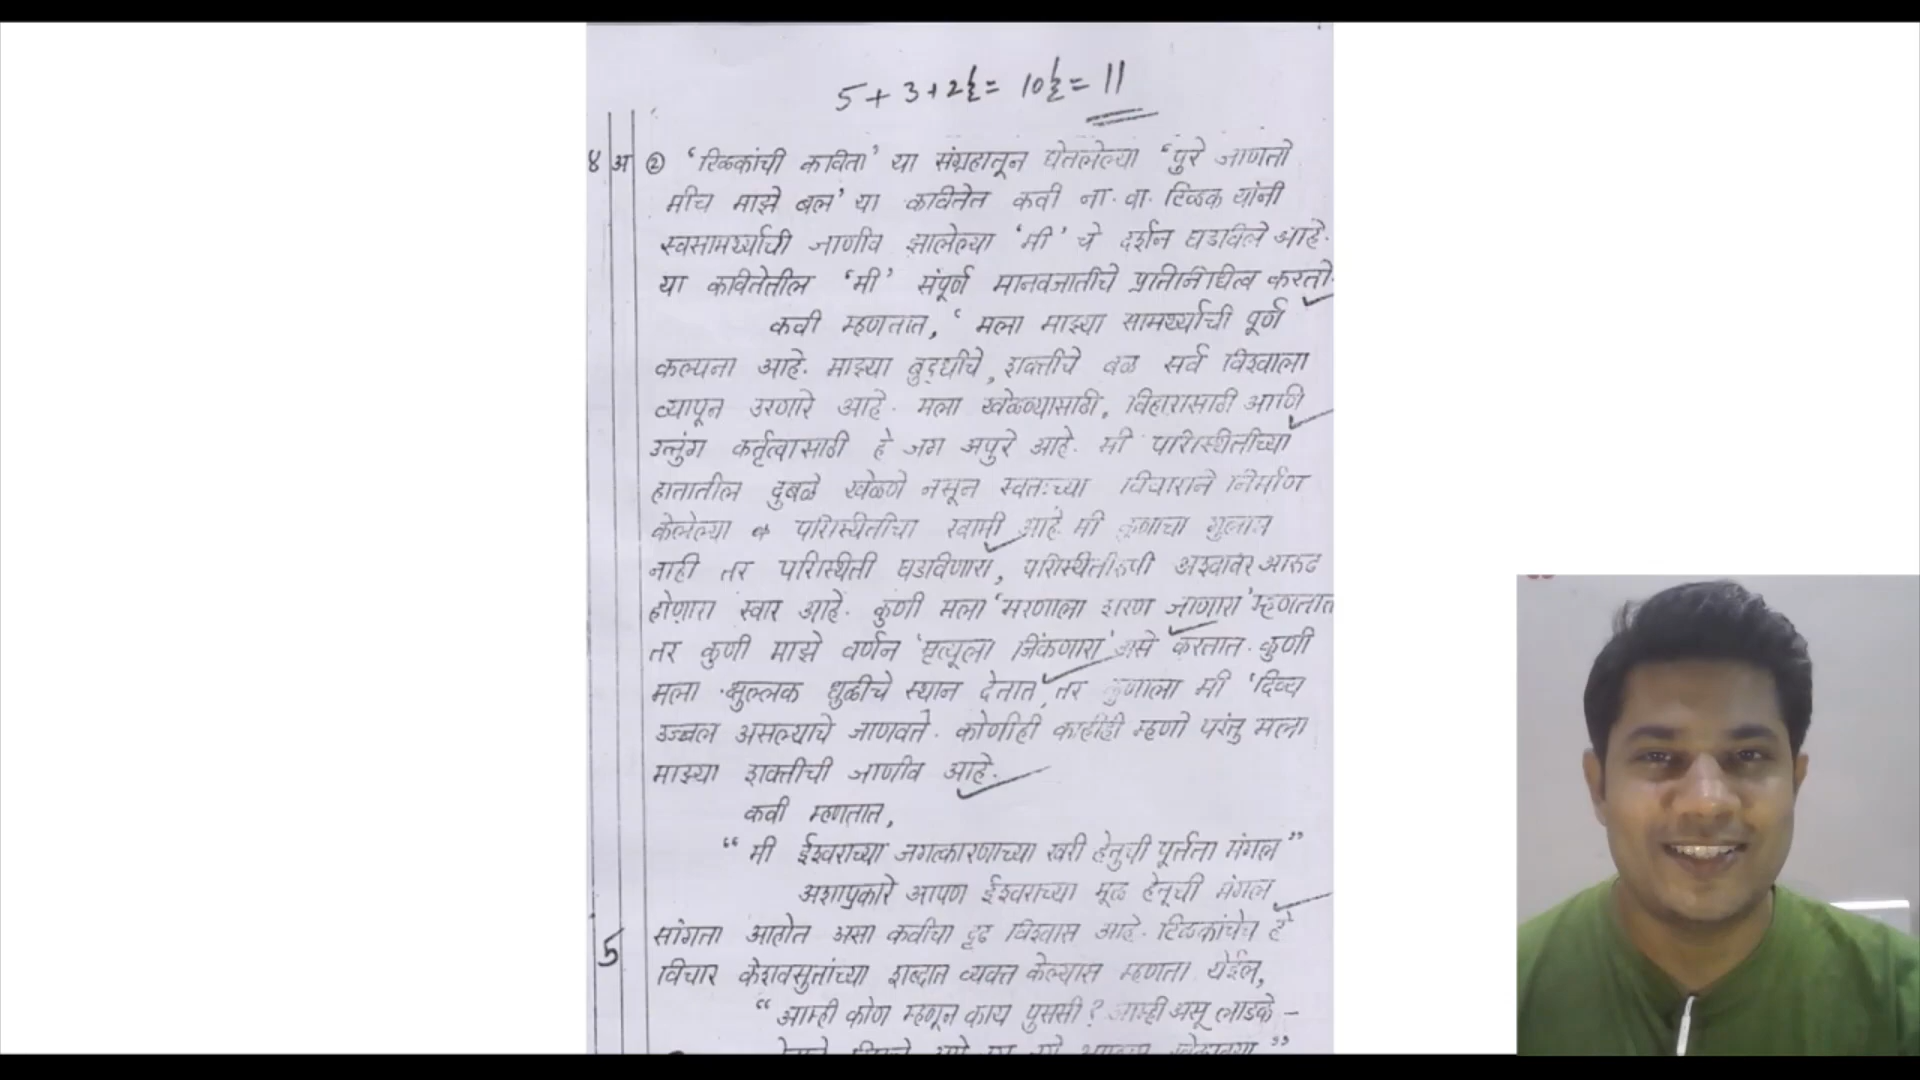 5 + 3 + 2½ = 10½ = 11
४ अ ② ‘टिळकांची कविता’ या संग्रहातून घेतलेल्या ‘पुरे जाणतो
मीच माझे बल’ या कवितेत कवी ना. वा. टिळक यांनी
स्वसामर्थ्याची जाणीव झालेल्या ‘मी’ चे दर्शन घडविले आहे.
या कवितेतील ‘मी’ संपूर्ण मानवजातीचे प्रतिनिधित्व करतो.
कवी म्हणतात, ‘ मला माझ्या सामर्थ्याची पूर्ण
कल्पना आहे. माझ्या बुद्धीचे, शक्तीचे बळ सर्व विश्वाला
व्यापून उरणारे आहे. मला खेळण्यासाठी, विहारासाठी आणि
उत्तुंग कर्तृत्वासाठी हे जग अपुरे आहे. मी परिस्थितीच्या
हातातील दुबळे खेळणे नसून स्वतःच्या विचाराने निर्माण
केलेल्या परिस्थितीचा स्वामी आहे. मी कुणाचा गुलाम
नाही तर परिस्थिती घडविणारा, परिस्थितीरूपी अश्वावर आरूढ
होणारा स्वार आहे. कुणी मला ‘मरणाला शरण जाणारा’ म्हणतात
तर कुणी माझे वर्णन ‘मृत्यूला जिंकणारा’ असे करतात. कुणी
मला क्षुल्लक धुळीचे स्थान देतात, तर कुणाला मी ‘दिव्य
उज्वल असल्याचे जाणवते. कोणीही काहीही म्हणो परंतु मला
माझ्या शक्तीची जाणीव आहे.
कवी म्हणतात,
“ मी ईश्वराच्या जगत्कारणाच्या खरी हेतुची पूर्तता मंगल”
अशाप्रकारे आपण ईश्वराच्या मूळ हेतूची मंगल
5 सांगता आहोत असा कवीचा दृढ विश्वास आहे. टिळकांचेच हे
विचार केशवसुतांच्या शब्दात व्यक्त केल्यास म्हणता येईल,
“ आम्ही कोण म्हणून काय पुससी? आम्ही असू लाडके –